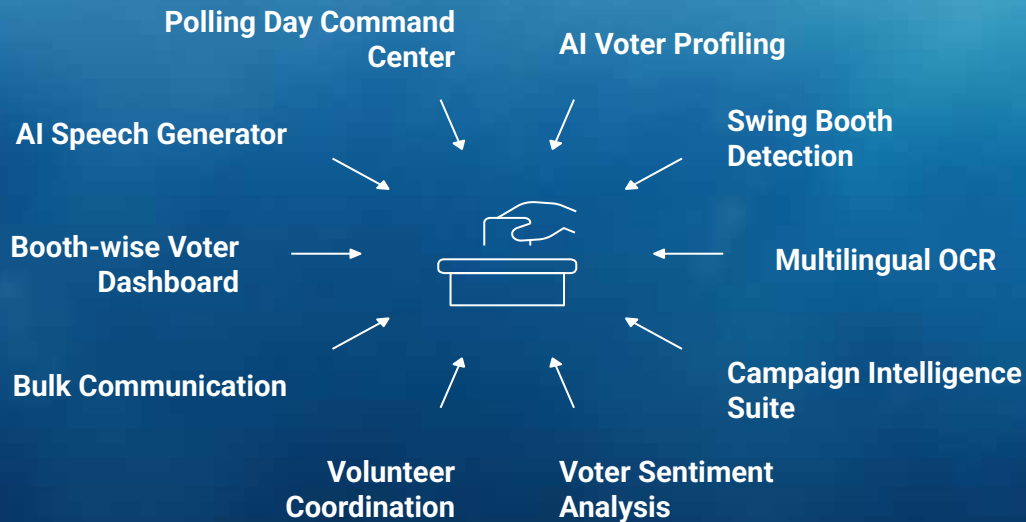 Polling Day Command
Center
AI Voter Profiling
AI Speech Generator
Swing Booth
Detection
Booth-wise Voter
Dashboard
Multilingual OCR
Bulk Communication
Campaign Intelligence
Suite
Volunteer
Coordination
Voter Sentiment
Analysis